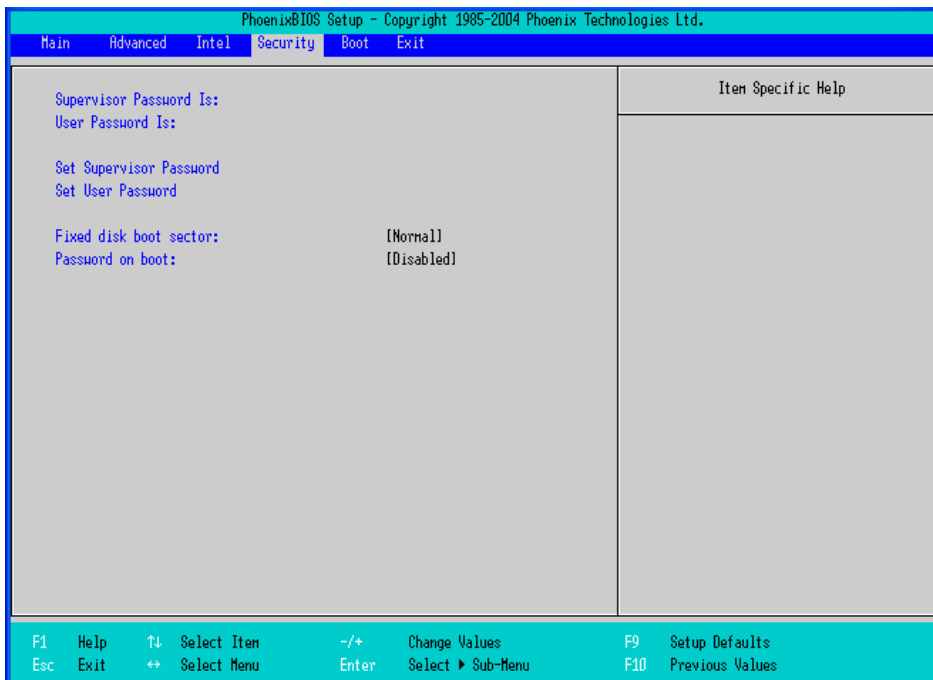 PhoenixBIOS Setup - Copyright 1985-2004 Phoenix Technologies Ltd.
Main Advanced Intel Security Boot Exit
Item Specific Help
Supervisor Password Is:
User Password Is:
Set Supervisor Password
Set User Password
Fixed disk boot sector: [Normal]
Password on boot: [Disabled]
F1 Help ↑↓ Select Item -/+ Change Values F9 Setup Defaults
Esc Exit ↔ Select Menu Enter Select ▶ Sub-Menu F10 Previous Values